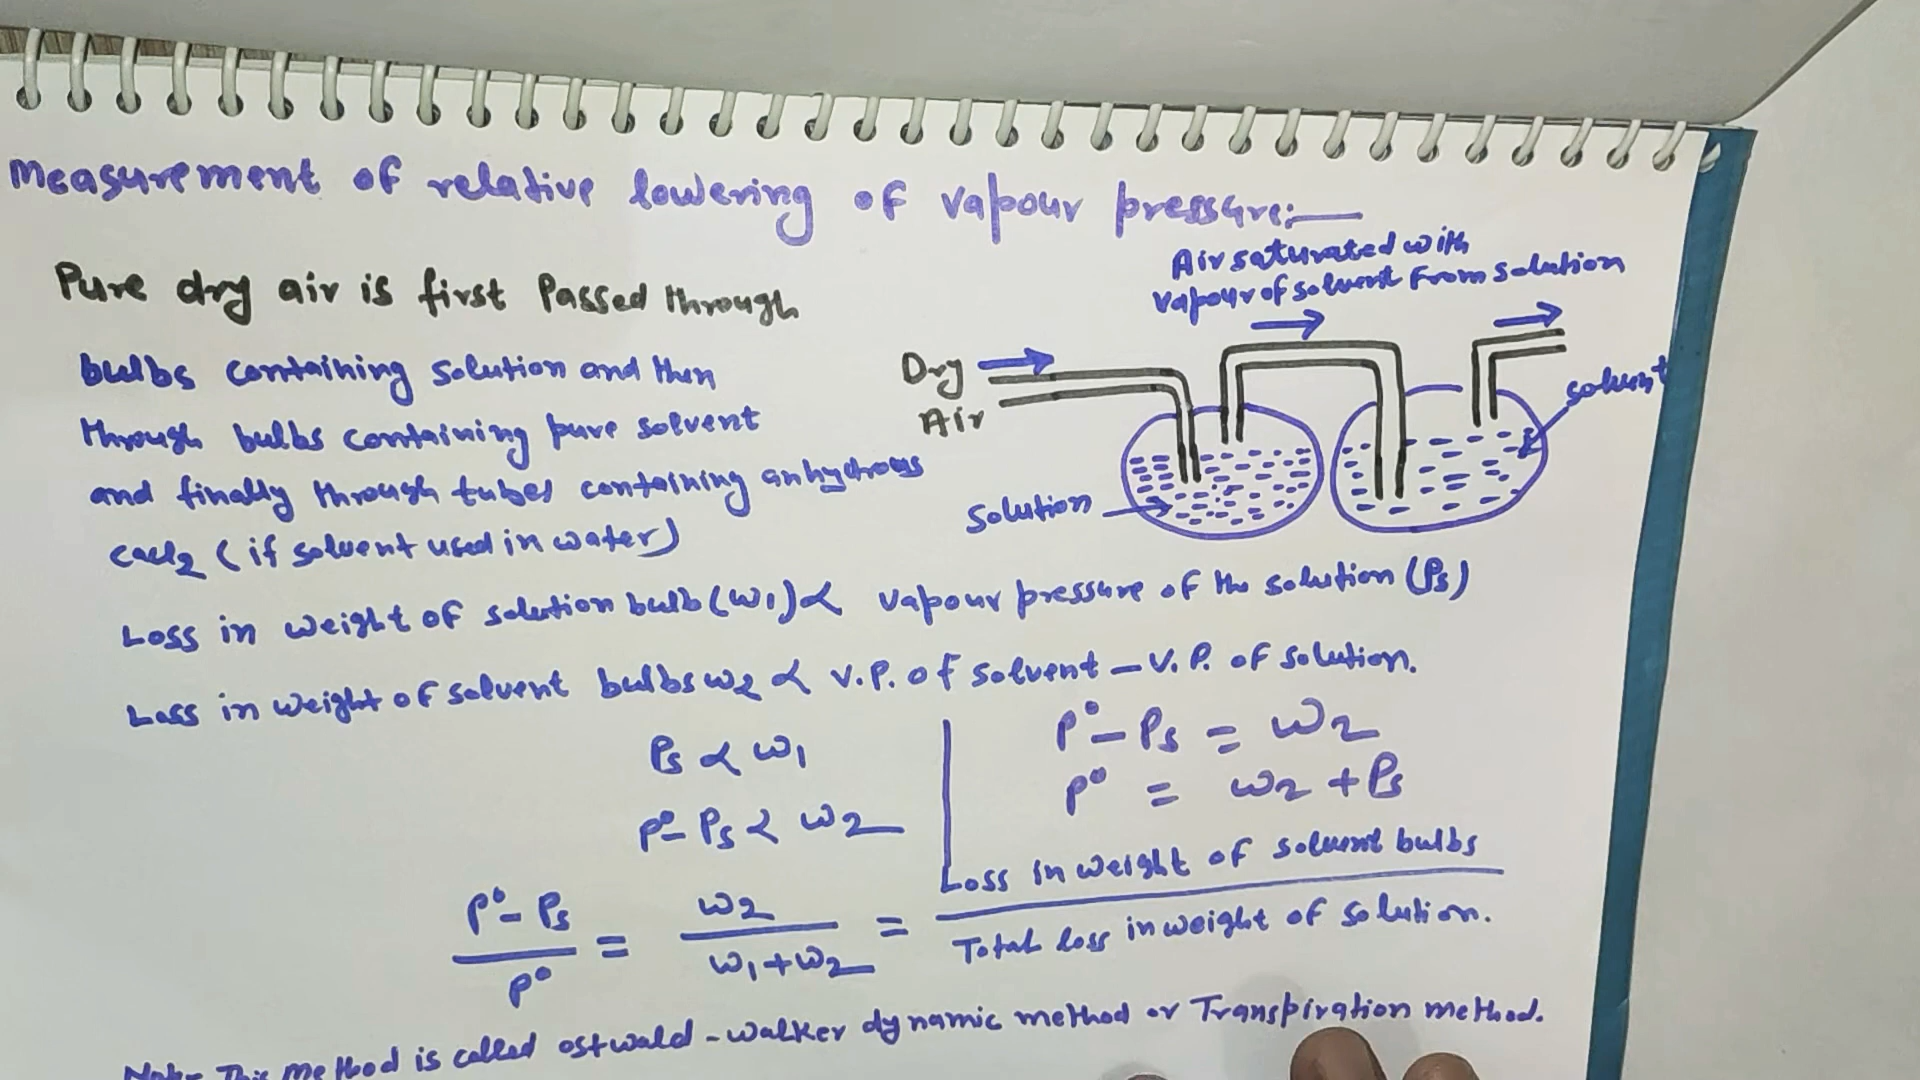 Measurement of relative lowering of vapour pressure:—
Pure dry air is first Passed through
bulbs containing solution and then
through bulbs containing pure solvent
and finally through tubes containing anhydrous
CaCl2 (if solvent used in water)
Air saturated with
vapour of solvent from solution
Dry
Air
solvent
Solution
Loss in weight of solution bulb (w1) ∝ vapour pressure of the solution (Ps)
Loss in weight of solvent bulbs w2 ∝ V.P. of solvent – V.P. of solution.
Ps ∝ w1
P°– Ps ∝ w2
P°– Ps = w2
P° = w2 + Ps
P°– Ps / P° = w2 / w1+w2 = Loss in weight of solvent bulbs / Total loss in weight of solution.
Note- This method is called ostwald-walker dynamic method or Transpiration method.